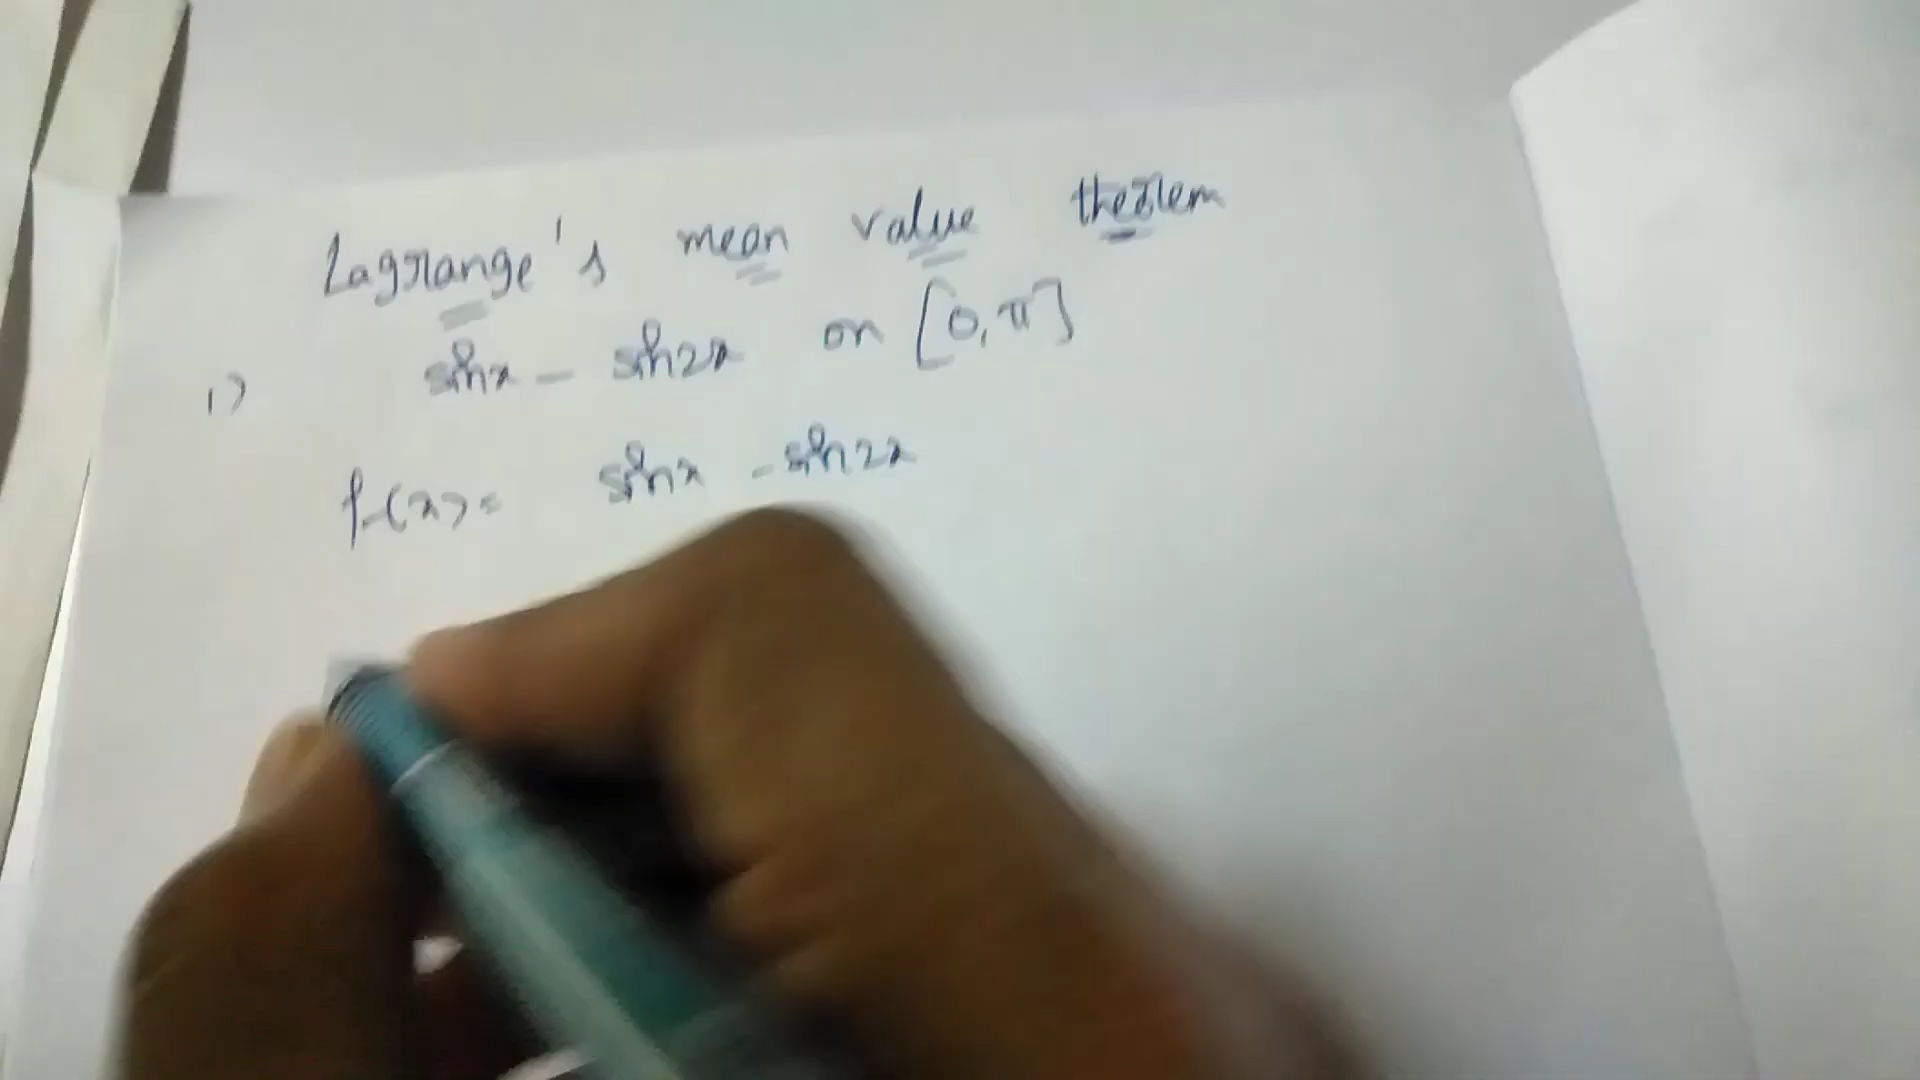 Lagrange's mean value theorem
1) sinx - sin2x on [0, π]
f(x) = sinx - sin2x